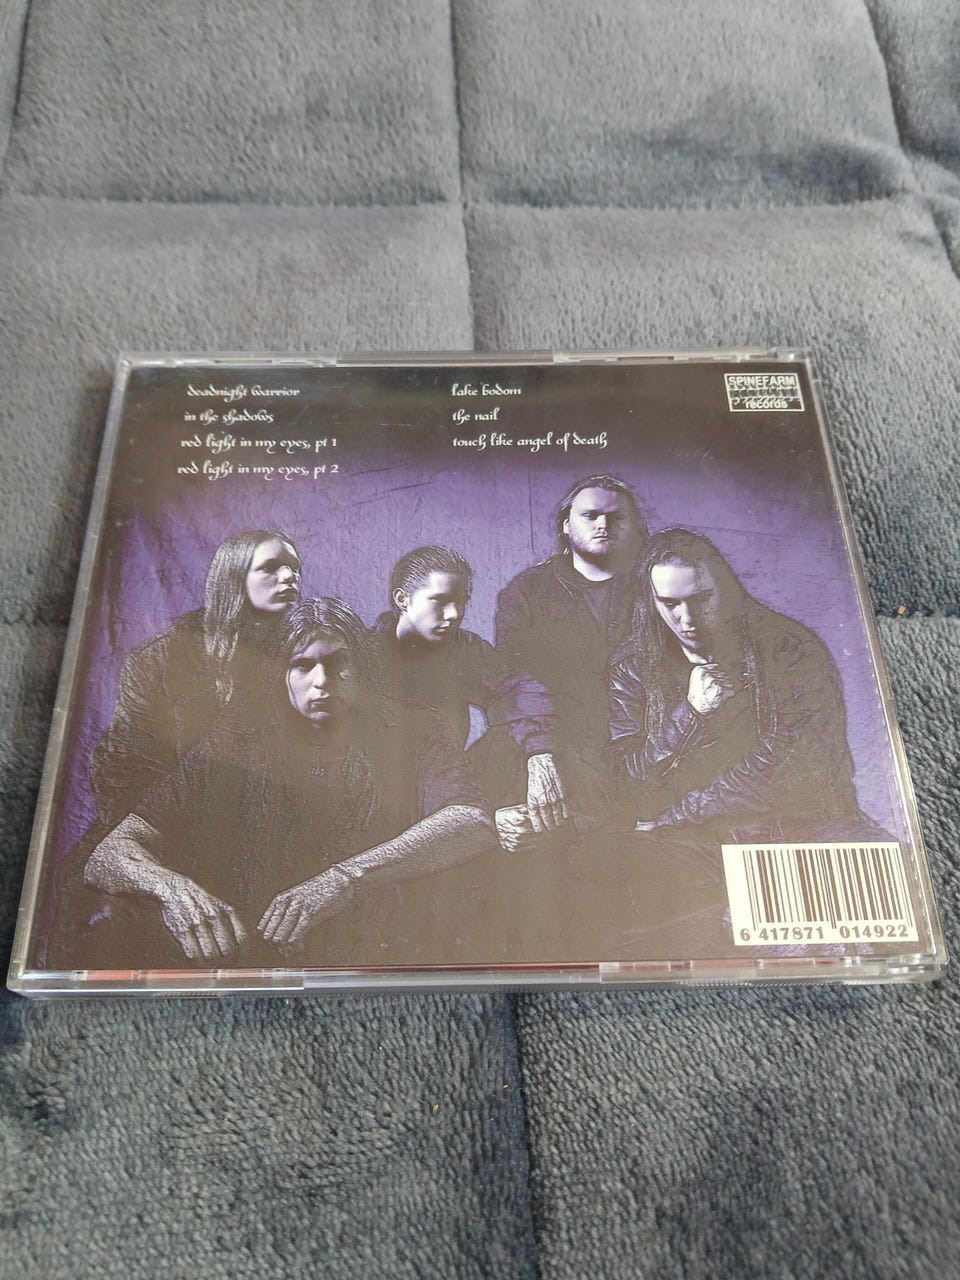 deadnight warrior
in the shadows
red light in my eyes, pt 1
red light in my eyes, pt 2
lake bodom
the nail
touch like angel of death
SPINEFARM
records
6 417871 014922